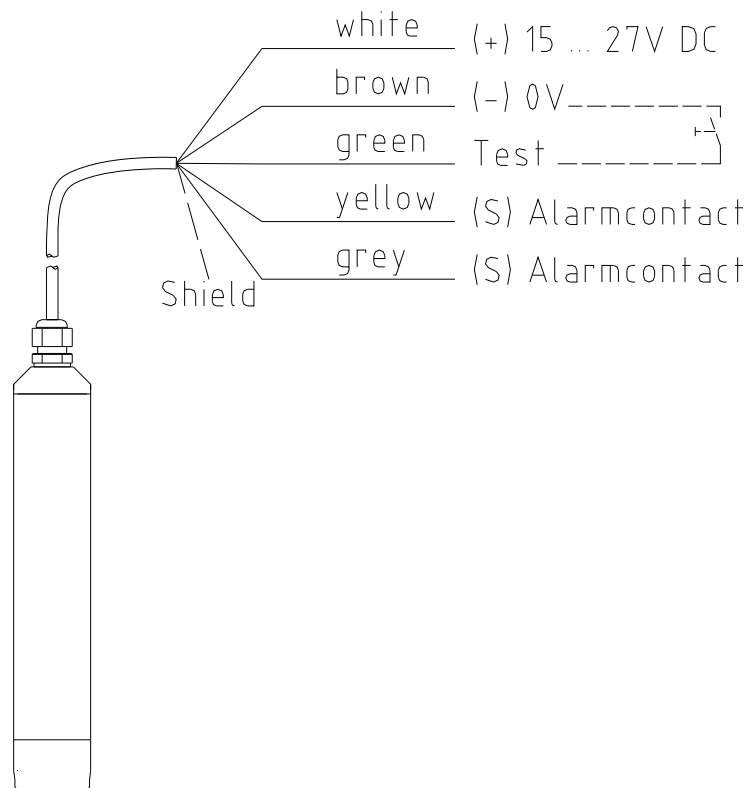 white (+) 15 ... 27V DC
brown (-) 0V
green Test
yellow (S) Alarmcontact
grey (S) Alarmcontact
Shield